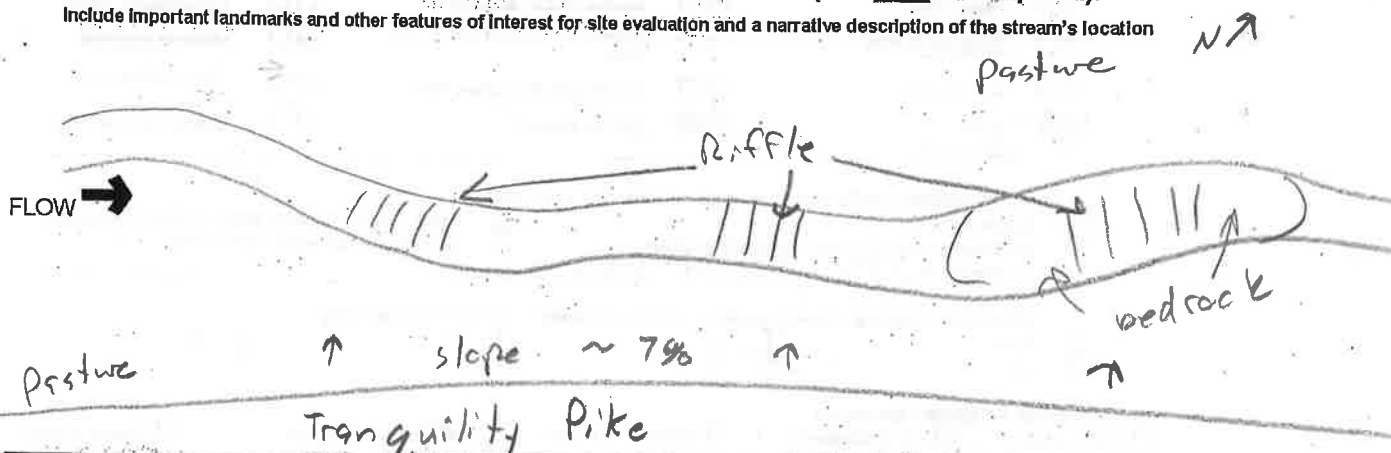 Include important landmarks and other features of interest for site evaluation and a narrative description of the stream's location
N
Pasture
Riffle
FLOW
bedrock
slope ~ 7%
Pasture
Tranquility Pike